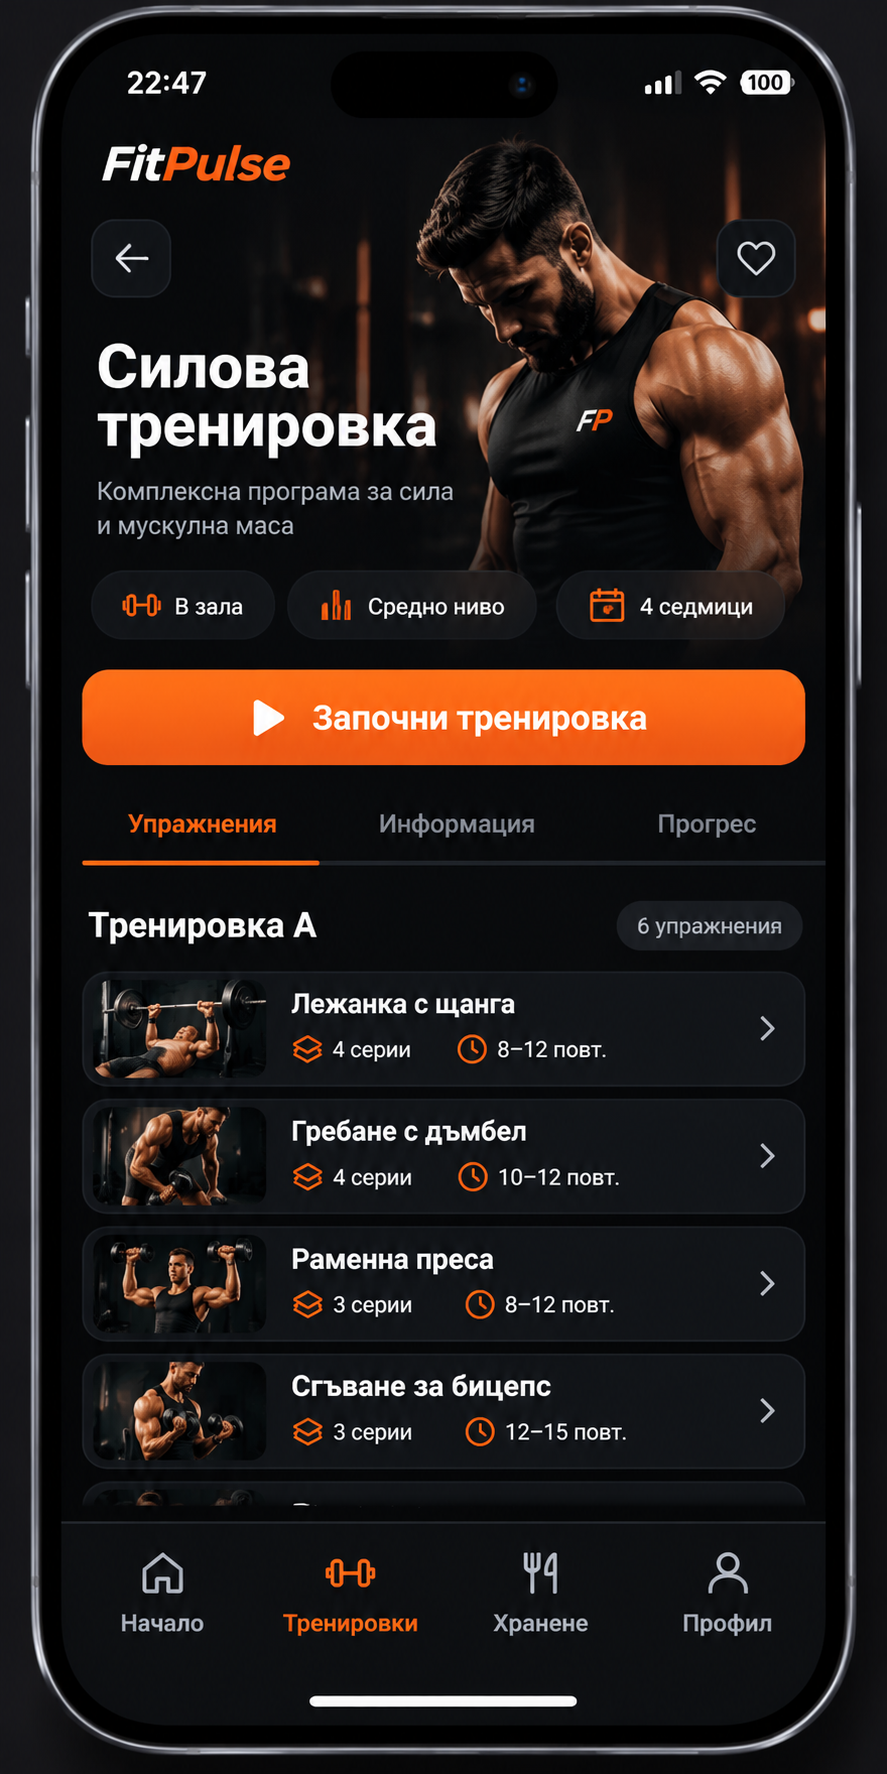 22:47
100
FitPulse
Силова
тренировка
FP
Комплексна програма за сила
и мускулна маса
В зала
Средно ниво
4 седмици
Започни тренировка
Упражнения
Информация
Прогрес
Тренировка А
6 упражнения
Лежанка с щанга
4 серии
8–12 повт.
Гребане с дъмбел
4 серии
10–12 повт.
Раменна преса
3 серии
8–12 повт.
Сгъване за бицепс
3 серии
12–15 повт.
Начало
Тренировки
Хранене
Профил